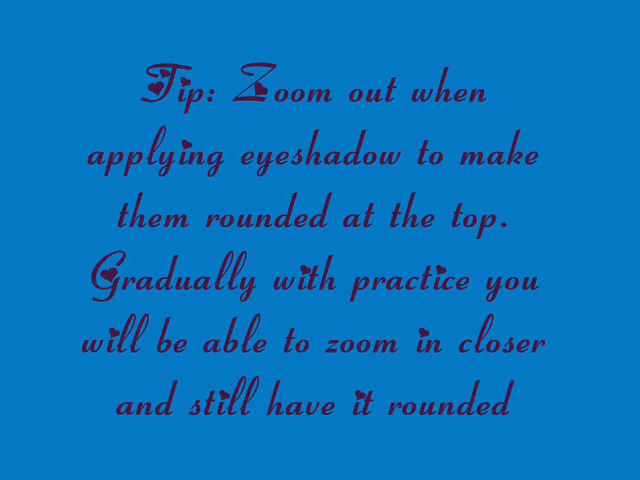 Tip: Zoom out when
applying eyeshadow to make
them rounded at the top.
Gradually with practice you
will be able to zoom in closer
and still have it rounded